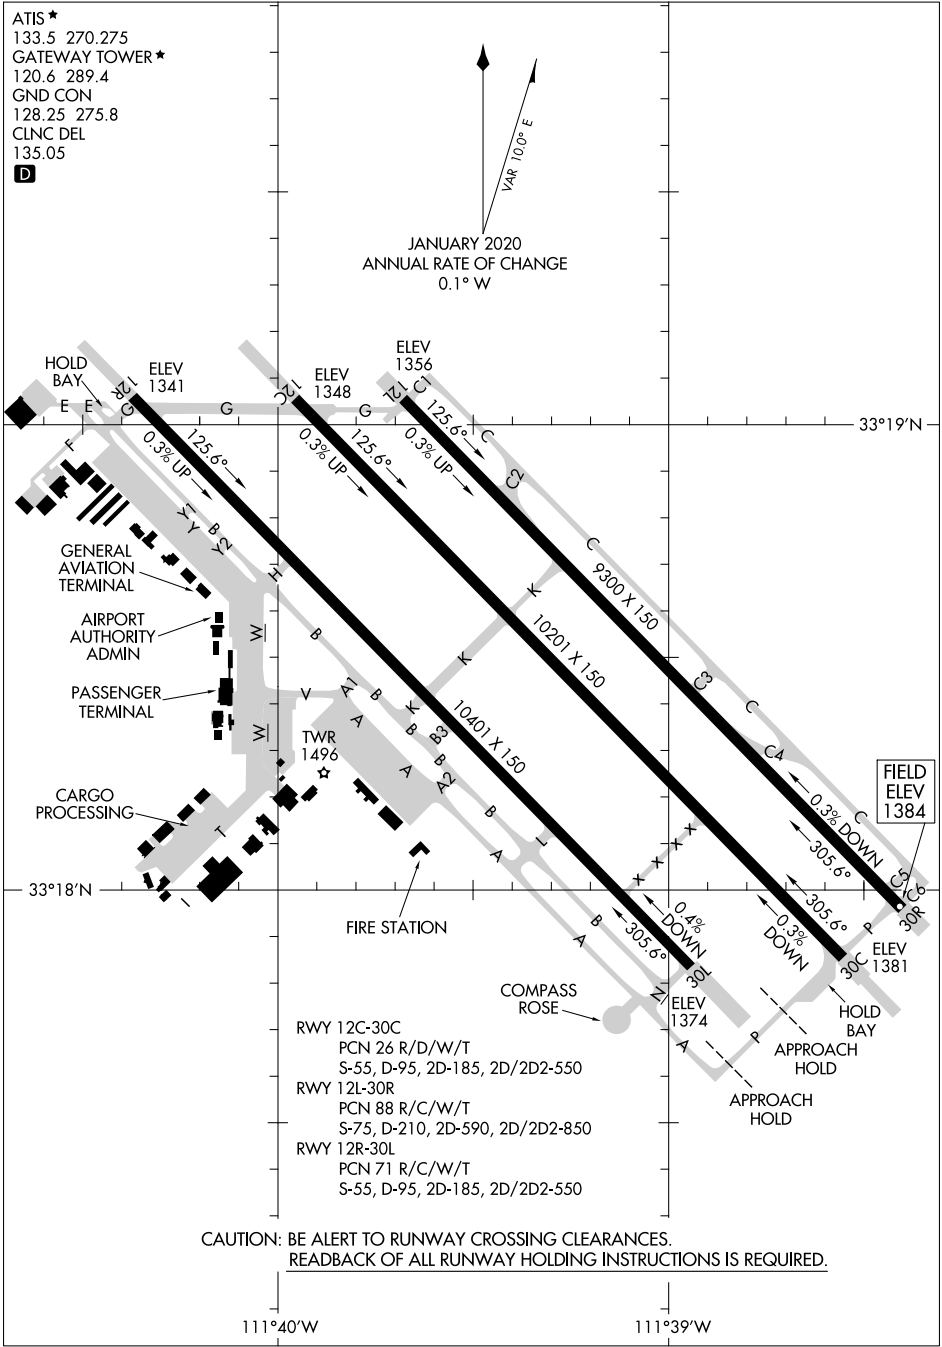 ATIS ★
133.5 270.275
GATEWAY TOWER ★
120.6 289.4
GND CON
128.25 275.8
CLNC DEL
135.05
D
VAR 10.0° E
JANUARY 2020
ANNUAL RATE OF CHANGE
0.1° W
HOLD
BAY
ELEV
1341
ELEV
1348
ELEV
1356
12R
12C
12L
C1
E
E
G
G
G
F
33°19'N
0.3% UP
125.6°
0.3% UP
125.6°
0.3% UP
125.6°
C
C2
C
Y1
Y
B
Y2
H
GENERAL
AVIATION
TERMINAL
AIRPORT
AUTHORITY
ADMIN
PASSENGER
TERMINAL
W
B
K
K
9300 X 150
10201 X 150
10401 X 150
V
A1
B
A
K
B
B3
B
A
A2
W
TWR
1496
C3
C
C4
C
FIELD
ELEV
1384
CARGO
PROCESSING
T
B
A
L
X X X X
0.3% DOWN
305.6°
C5
C6
30R
33°18'N
FIRE STATION
B
A
305.6°
0.4%
DOWN
30L
305.6°
0.3%
DOWN
30C
P
ELEV
1381
COMPASS
ROSE
N
ELEV
1374
A
P
HOLD
BAY
APPROACH
HOLD
APPROACH
HOLD
RWY 12C-30C
PCN 26 R/D/W/T
S-55, D-95, 2D-185, 2D/2D2-550
RWY 12L-30R
PCN 88 R/C/W/T
S-75, D-210, 2D-590, 2D/2D2-850
RWY 12R-30L
PCN 71 R/C/W/T
S-55, D-95, 2D-185, 2D/2D2-550
CAUTION: BE ALERT TO RUNWAY CROSSING CLEARANCES.
READBACK OF ALL RUNWAY HOLDING INSTRUCTIONS IS REQUIRED.
111°40'W
111°39'W